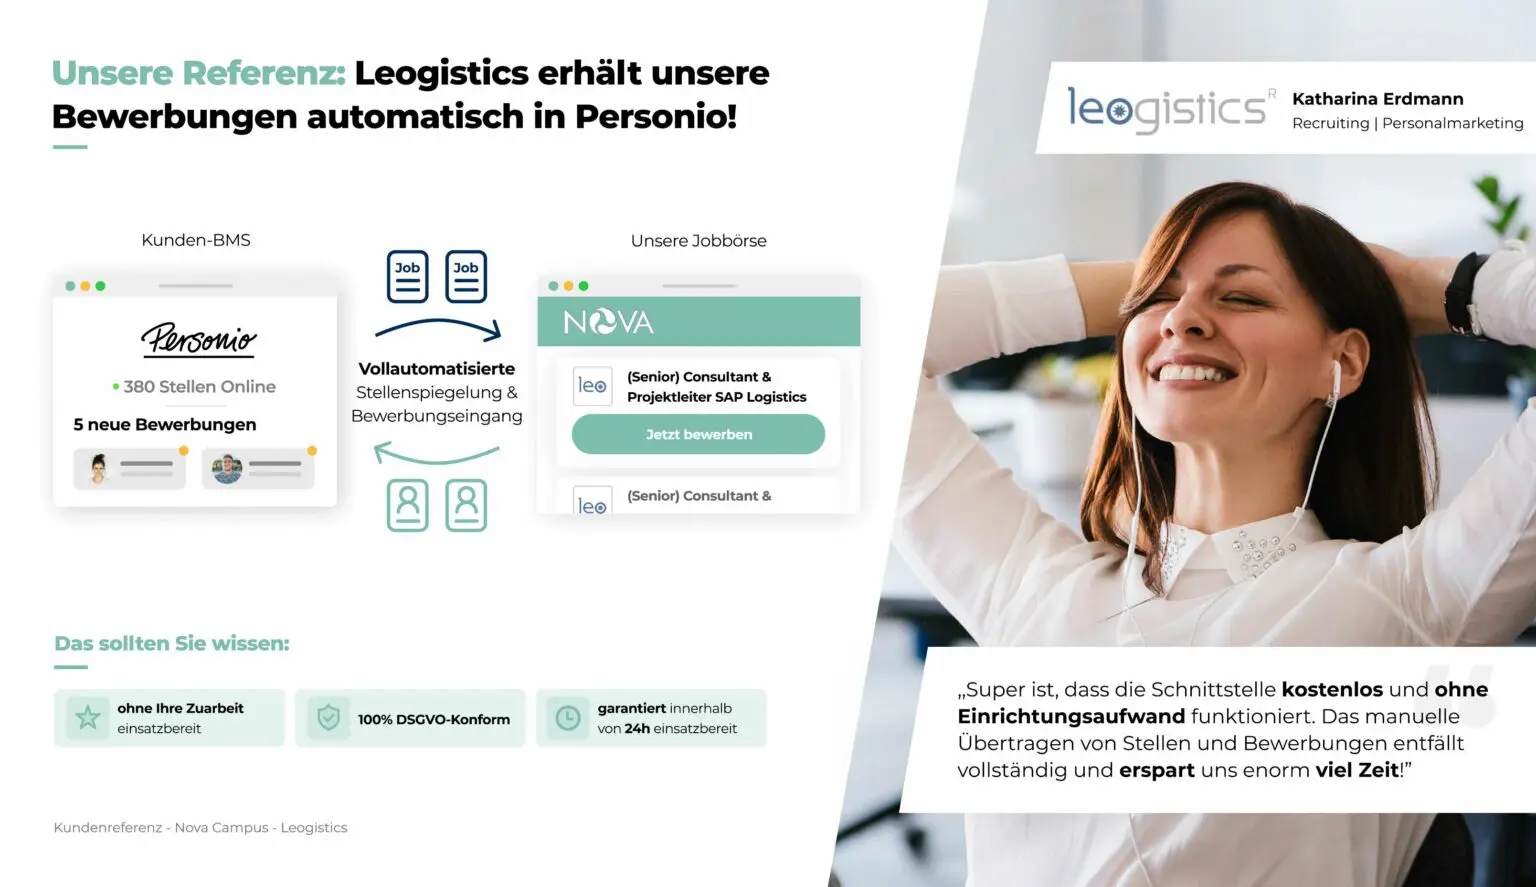 Unsere Referenz: Leogistics erhält unsere
Bewerbungen automatisch in Personio!
Kunden-BMS
Personio
380 Stellen Online
5 neue Bewerbungen
Job
Job
Vollautomatisierte
Stellenspiegelung &
Bewerbungseingang
Unsere Jobbörse
NOVA
leo
(Senior) Consultant &
Projektleiter SAP Logistics
Jetzt bewerben
leo
(Senior) Consultant &
Das sollten Sie wissen:
ohne Ihre Zuarbeit
einsatzbereit
100% DSGVO-Konform
garantiert innerhalb
von 24h einsatzbereit
Kundenreferenz - Nova Campus - Leogistics
leogistics R
Katharina Erdmann
Recruiting | Personalmarketing
„Super ist, dass die Schnittstelle kostenlos und ohne
Einrichtungsaufwand funktioniert. Das manuelle
Übertragen von Stellen und Bewerbungen entfällt
vollständig und erspart uns enorm viel Zeit!”